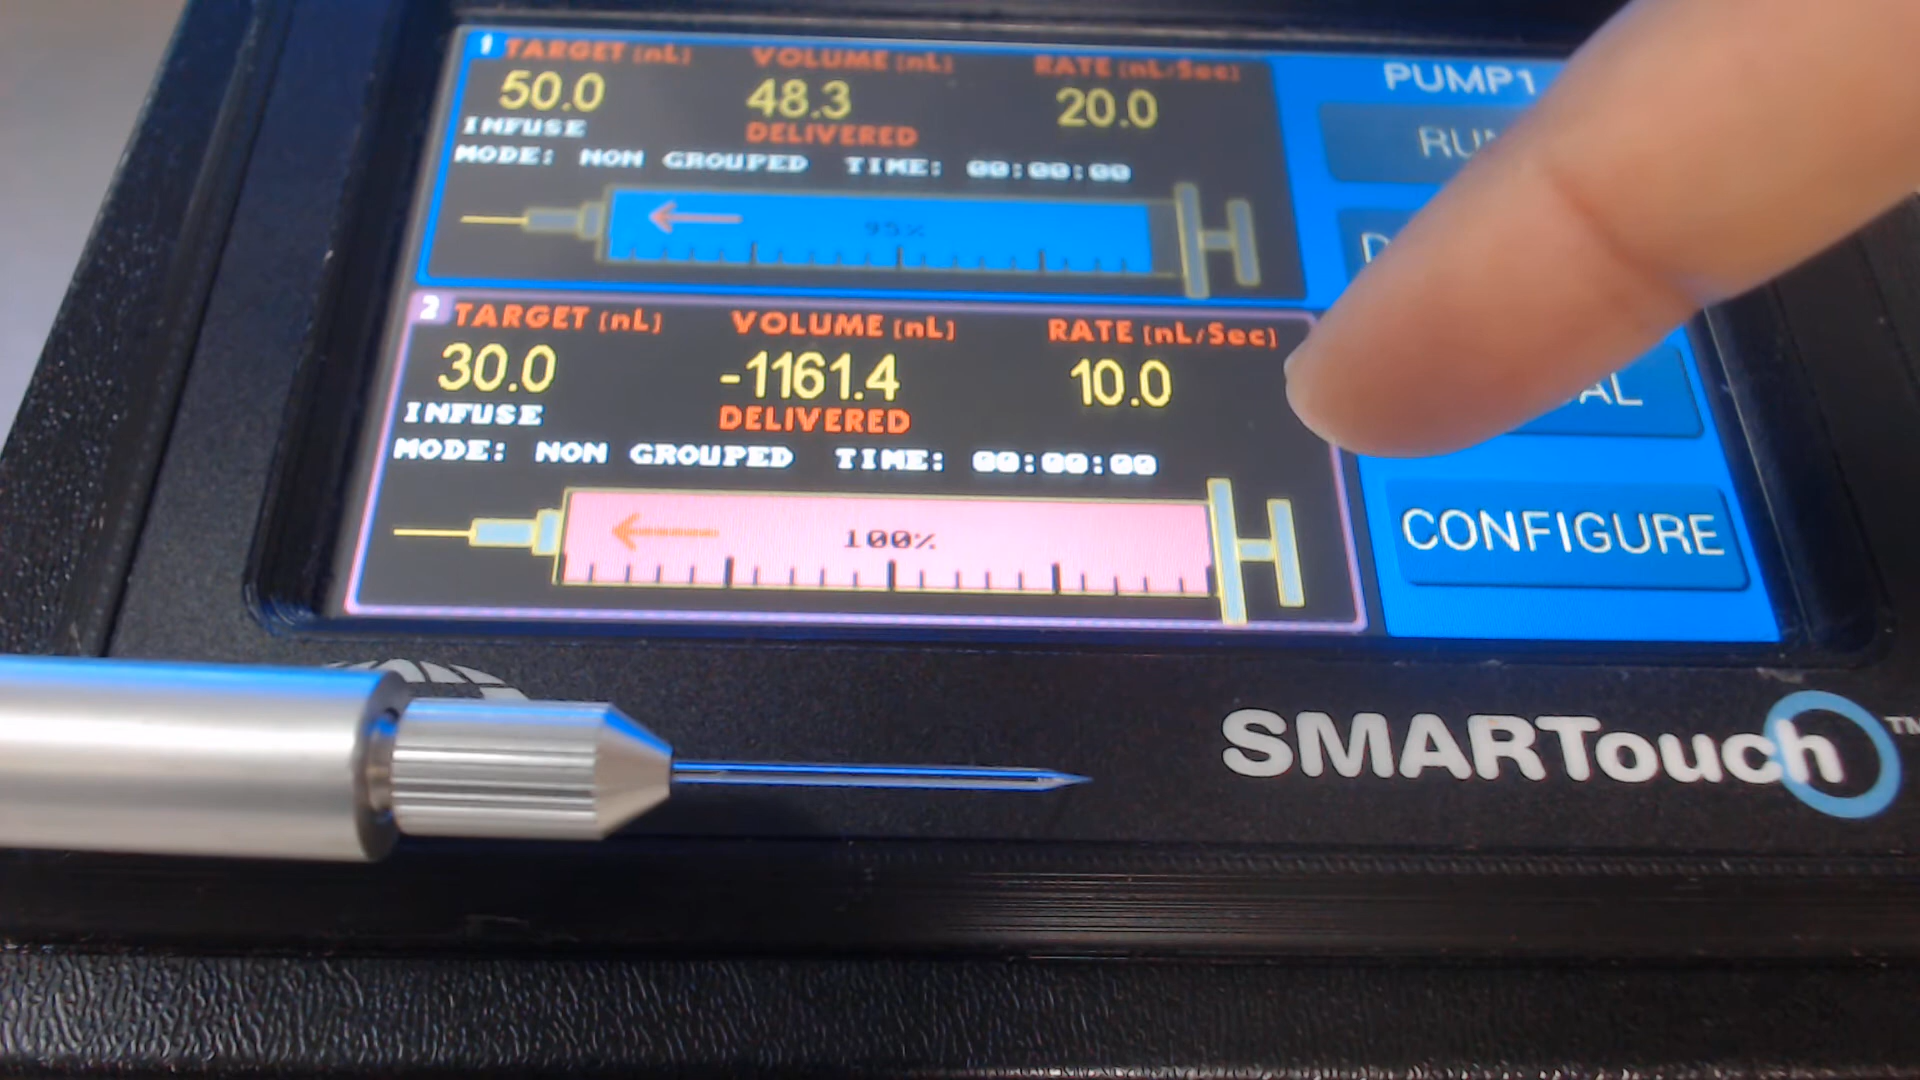 1 TARGET [nL] VOLUME [nL] RATE [nL/Sec]
50.0 48.3 20.0
INFUSE DELIVERED
MODE: NON GROUPED TIME: 00:00:00
95%
2 TARGET [nL] VOLUME [nL] RATE [nL/Sec]
30.0 -1161.4 10.0
INFUSE DELIVERED
MODE: NON GROUPED TIME: 00:00:00
100%
PUMP1
CONFIGURE
SMARTouch™